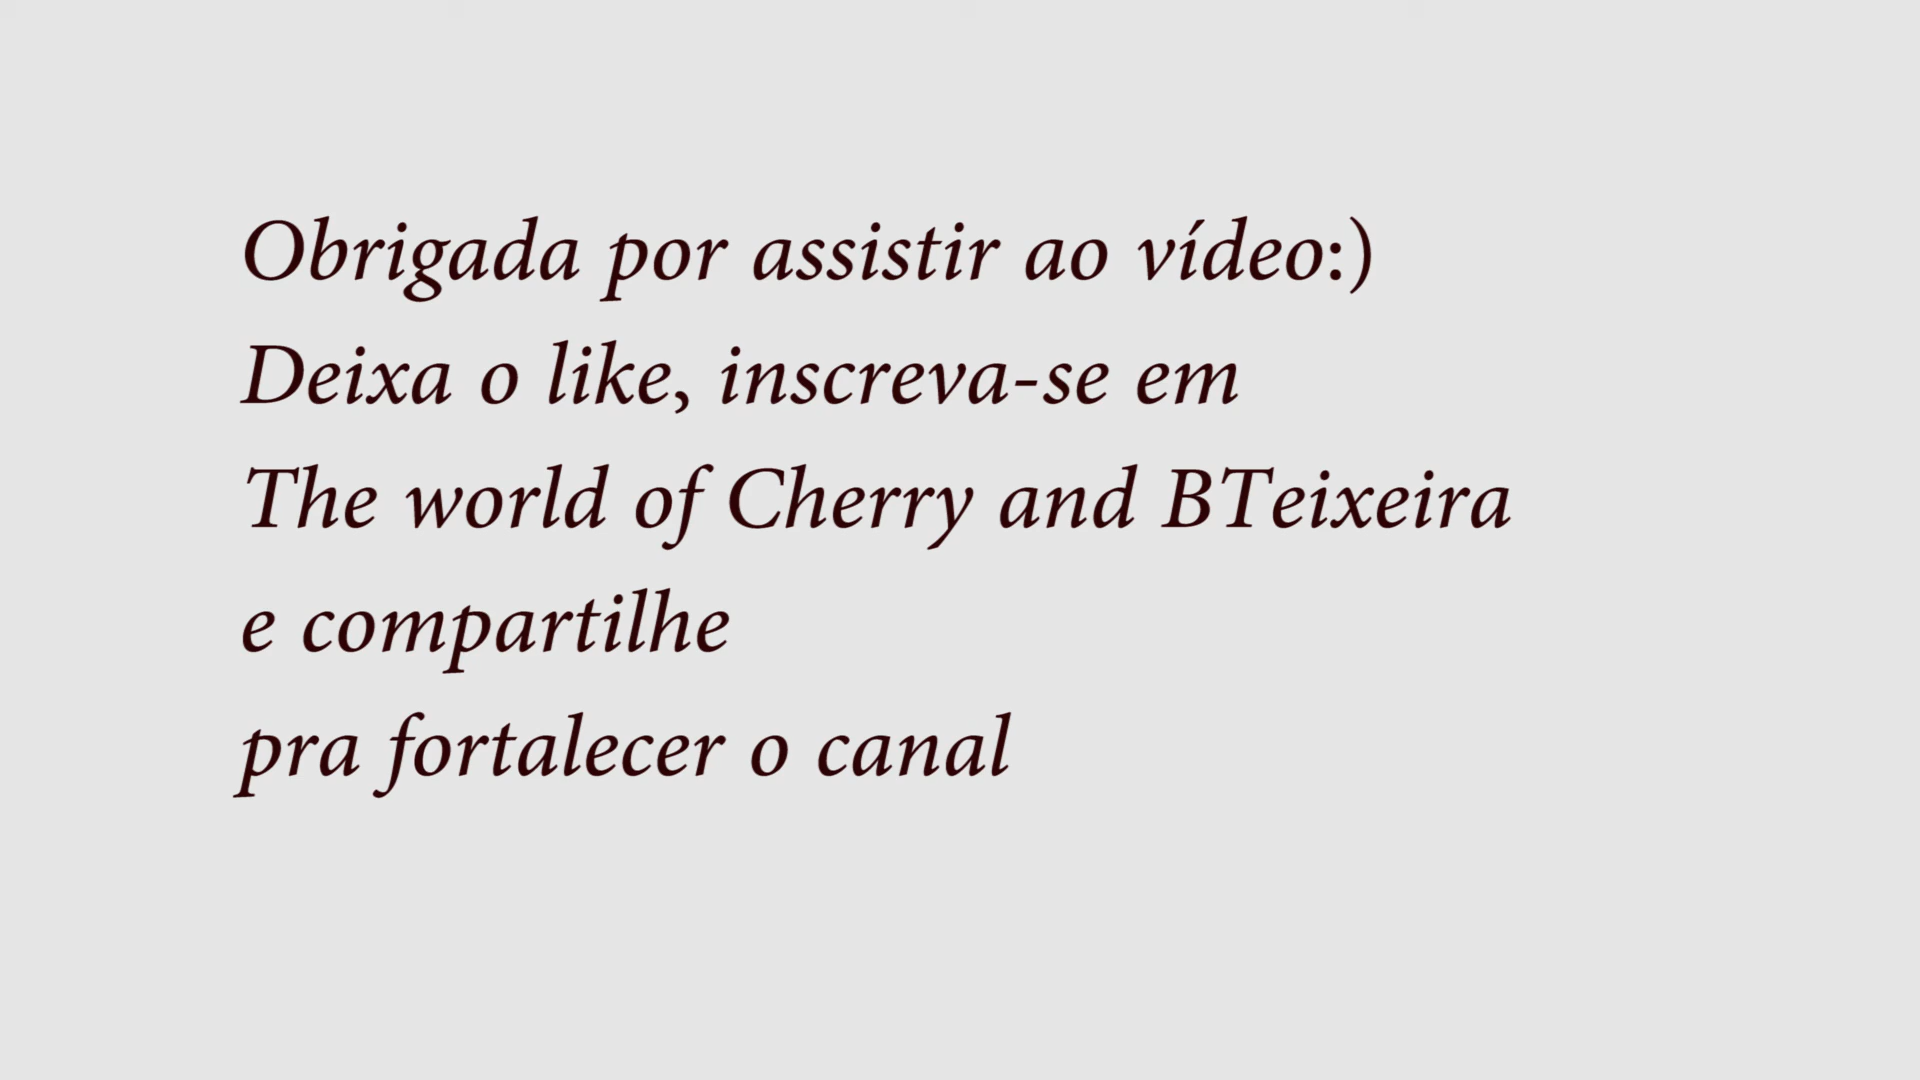 Obrigada por assistir ao vídeo:)
Deixa o like, inscreva-se em
The world of Cherry and BTeixeira
e compartilhe
pra fortalecer o canal